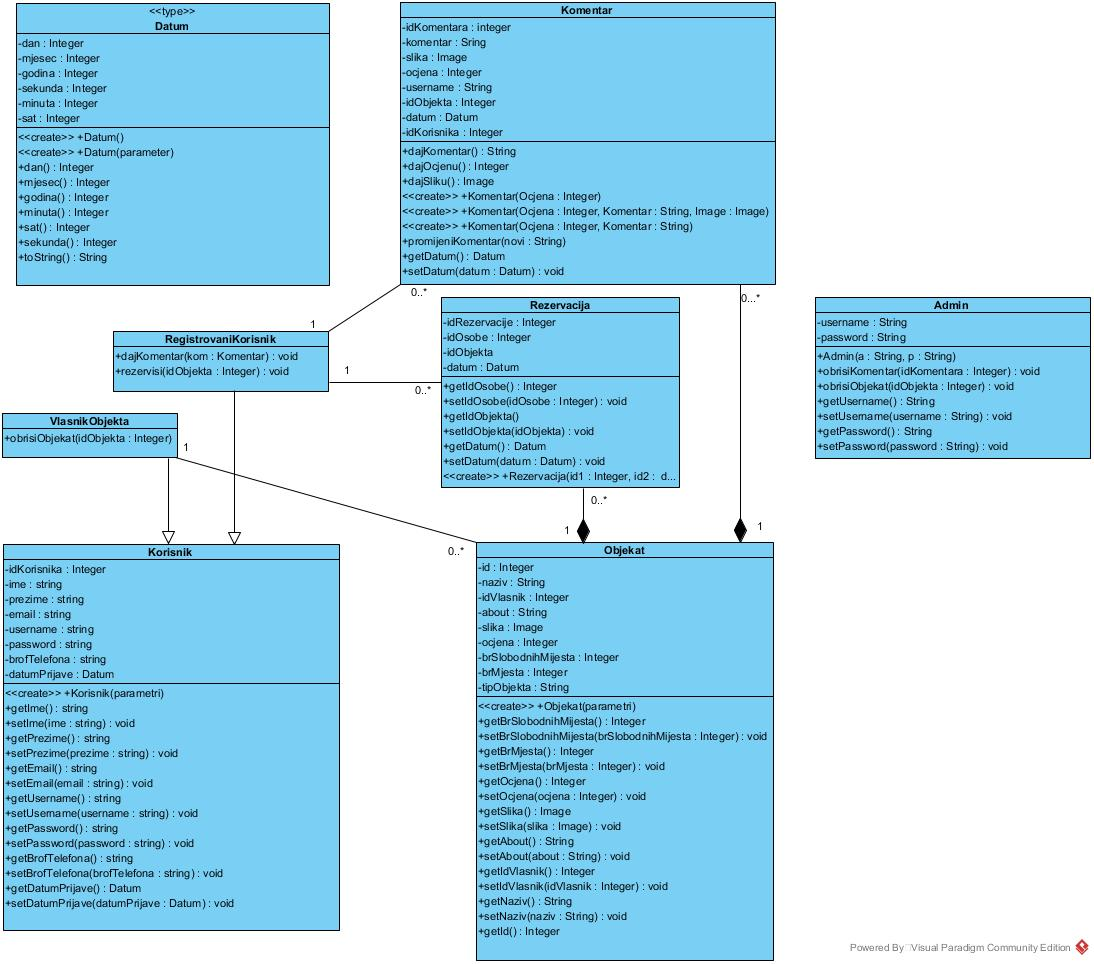 <<type>>
Datum
-dan : Integer
-mjesec : Integer
-godina : Integer
-sekunda : Integer
-minuta : Integer
-sat : Integer
<<create>> +Datum()
<<create>> +Datum(parameter)
+dan() : Integer
+mjesec() : Integer
+godina() : Integer
+minuta() : Integer
+sat() : Integer
+sekunda() : Integer
+toString() : String
Komentar
-idKomentara : integer
-komentar : Sring
-slika : Image
-ocjena : Integer
-username : String
-idObjekta : Integer
-datum : Datum
-idKorisnika : Integer
+dajKomentar() : String
+dajOcjenu() : Integer
+dajSliku() : Image
<<create>> +Komentar(Ocjena : Integer)
<<create>> +Komentar(Ocjena : Integer, Komentar : String, Image : Image)
<<create>> +Komentar(Ocjena : Integer, Komentar : String)
+promijeniKomentar(novi : String)
+getDatum() : Datum
+setDatum(datum : Datum) : void
0..*
1
0...*
RegistrovaniKorisnik
+dajKomentar(kom : Komentar) : void
+rezervisi(idObjekta : Integer) : void
1
0..*
Rezervacija
-idRezervacije : Integer
-idOsobe : Integer
-idObjekta
-datum : Datum
+getIdOsobe() : Integer
+setIdOsobe(idOsobe : Integer) : void
+getIdObjekta()
+setIdObjekta(idObjekta) : void
+getDatum() : Datum
+setDatum(datum : Datum) : void
<<create>> +Rezervacija(id1 : Integer, id2 : d...
Admin
-username : String
-password : String
+Admin(a : String, p : String)
+obrisiKomentar(idKomentara : Integer) : void
+obrisiObjekat(idObjekta : Integer) : void
+getUsername() : String
+setUsername(username : String) : void
+getPassword() : String
+setPassword(password : String) : void
VlasnikObjekta
+obrisiObjekat(idObjekta : Integer)
1
0..*
0..*
1
1
Korisnik
-idKorisnika : Integer
-ime : string
-prezime : string
-email : string
-username : string
-password : string
-brofTelefona : string
-datumPrijave : Datum
<<create>> +Korisnik(parametri)
+getIme() : string
+setIme(ime : string) : void
+getPrezime() : string
+setPrezime(prezime : string) : void
+getEmail() : string
+setEmail(email : string) : void
+getUsername() : string
+setUsername(username : string) : void
+getPassword() : string
+setPassword(password : string) : void
+getBrofTelefona() : string
+setBrofTelefona(brofTelefona : string) : void
+getDatumPrijave() : Datum
+setDatumPrijave(datumPrijave : Datum) : void
Objekat
-id : Integer
-naziv : String
-idVlasnik : Integer
-about : String
-slika : Image
-ocjena : Integer
-brSlobodnihMijesta : Integer
-brMjesta : Integer
-tipObjekta : String
<<create>> +Objekat(parametri)
+getBrSlobodnihMijesta() : Integer
+setBrSlobodnihMijesta(brSlobodnihMijesta : Integer) : void
+getBrMjesta() : Integer
+setBrMjesta(brMjesta : Integer) : void
+getOcjena() : Integer
+setOcjena(ocjena : Integer) : void
+getSlika() : Image
+setSlika(slika : Image) : void
+getAbout() : String
+setAbout(about : String) : void
+getIdVlasnik() : Integer
+setIdVlasnik(idVlasnik : Integer) : void
+getNaziv() : String
+setNaziv(naziv : String) : void
+getId() : Integer
Powered By Visual Paradigm Community Edition